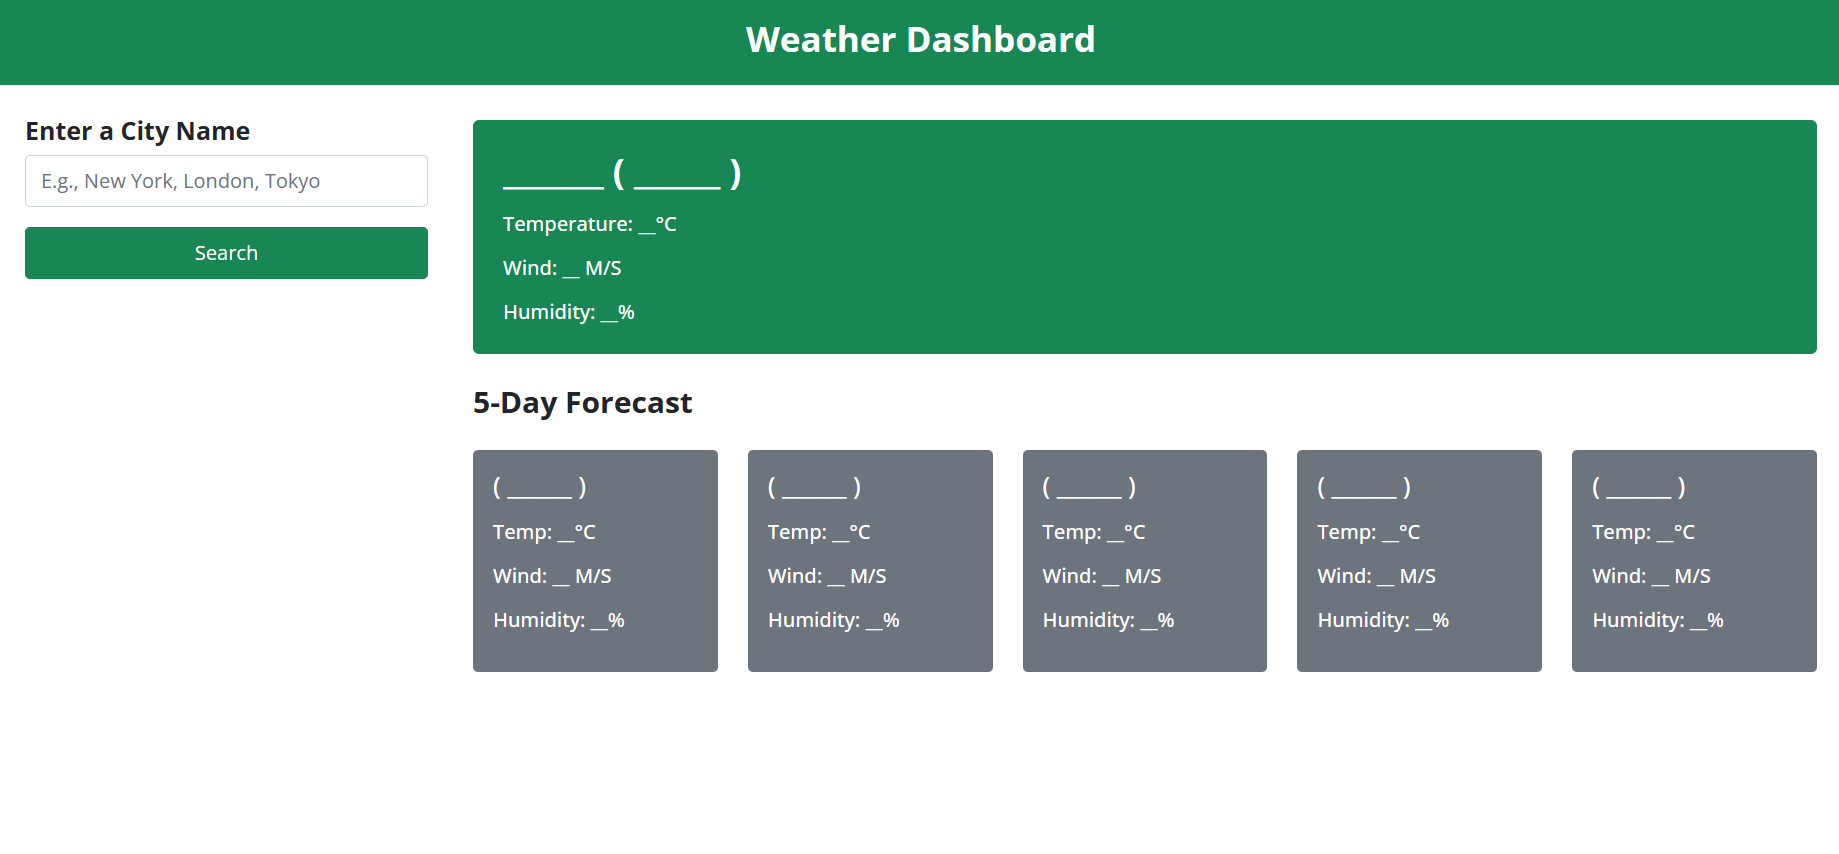 Weather Dashboard
Enter a City Name
E.g., New York, London, Tokyo
Search
_______ ( ______ )
Temperature: __°C
Wind: __ M/S
Humidity: __%
5-Day Forecast
( ______ )
Temp: __°C
Wind: __ M/S
Humidity: __%
( ______ )
Temp: __°C
Wind: __ M/S
Humidity: __%
( ______ )
Temp: __°C
Wind: __ M/S
Humidity: __%
( ______ )
Temp: __°C
Wind: __ M/S
Humidity: __%
( ______ )
Temp: __°C
Wind: __ M/S
Humidity: __%